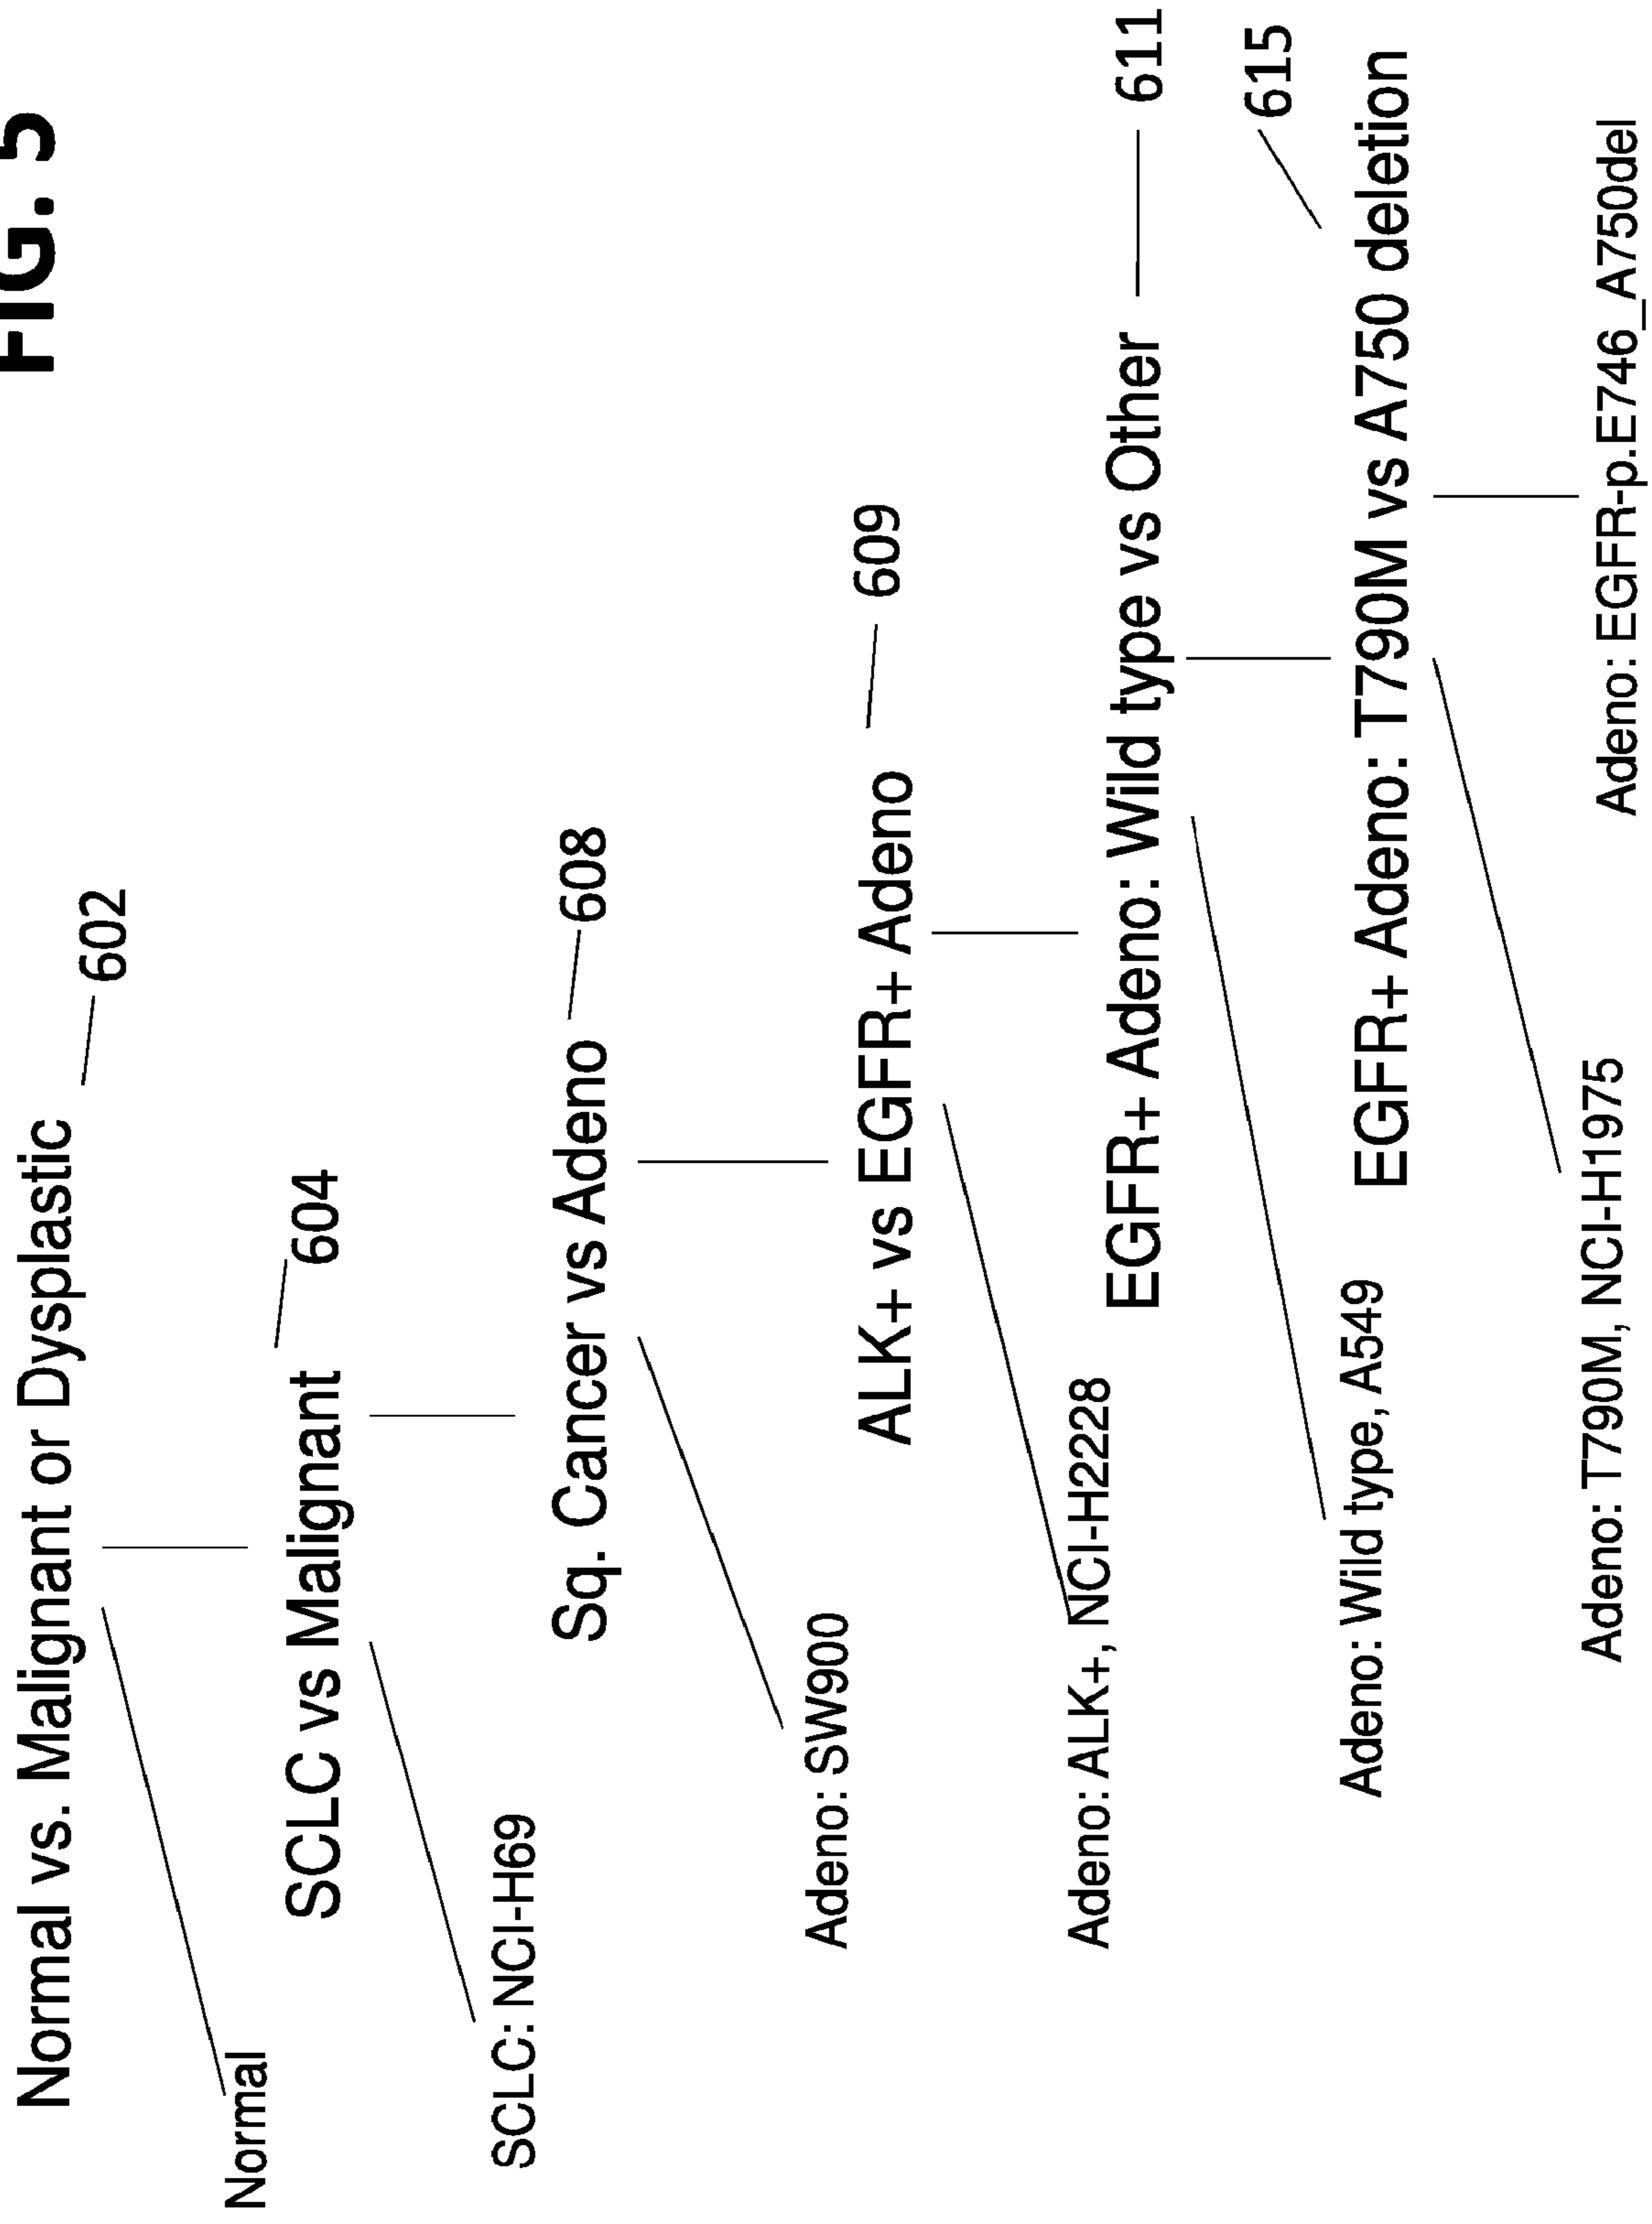 FIG. 5
Normal vs. Malignant or Dysplastic
602
Normal
SCLC vs Malignant
604
SCLC: NCI-H69
Sq. Cancer vs Adeno
608
Adeno: SW900
ALK+ vs EGFR+ Adeno
609
Adeno: ALK+, NCI-H2228
EGFR+ Adeno: Wild type vs Other
611
Adeno: Wild type, A549
615
EGFR+ Adeno: T790M vs A750 deletion
Adeno: T790M, NCI-H1975
Adeno: EGFR-p.E746_A750del